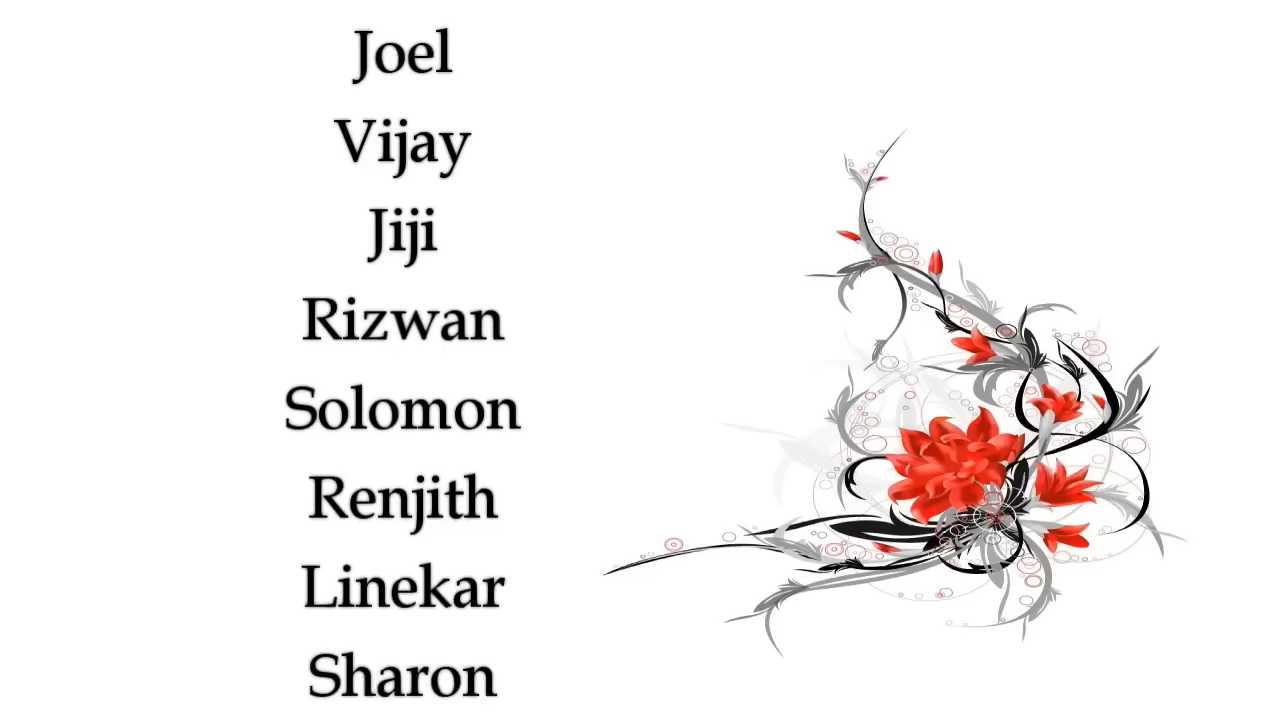 Joel
Vijay
Jiji
Rizwan
Solomon
Renjith
Linekar
Sharon